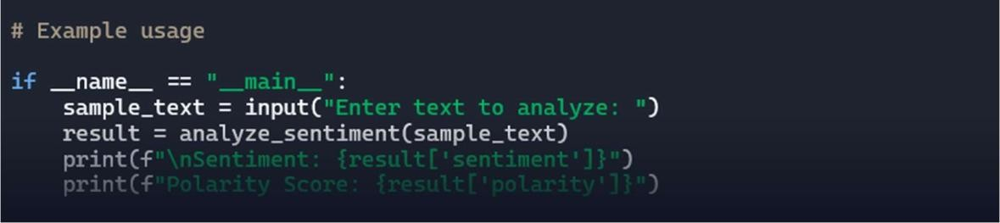 # Example usage
if __name__ == "__main__":
    sample_text = input("Enter text to analyze: ")
    result = analyze_sentiment(sample_text)
    print(f"\nSentiment: {result['sentiment']}")
    print(f"Polarity Score: {result['polarity']}")